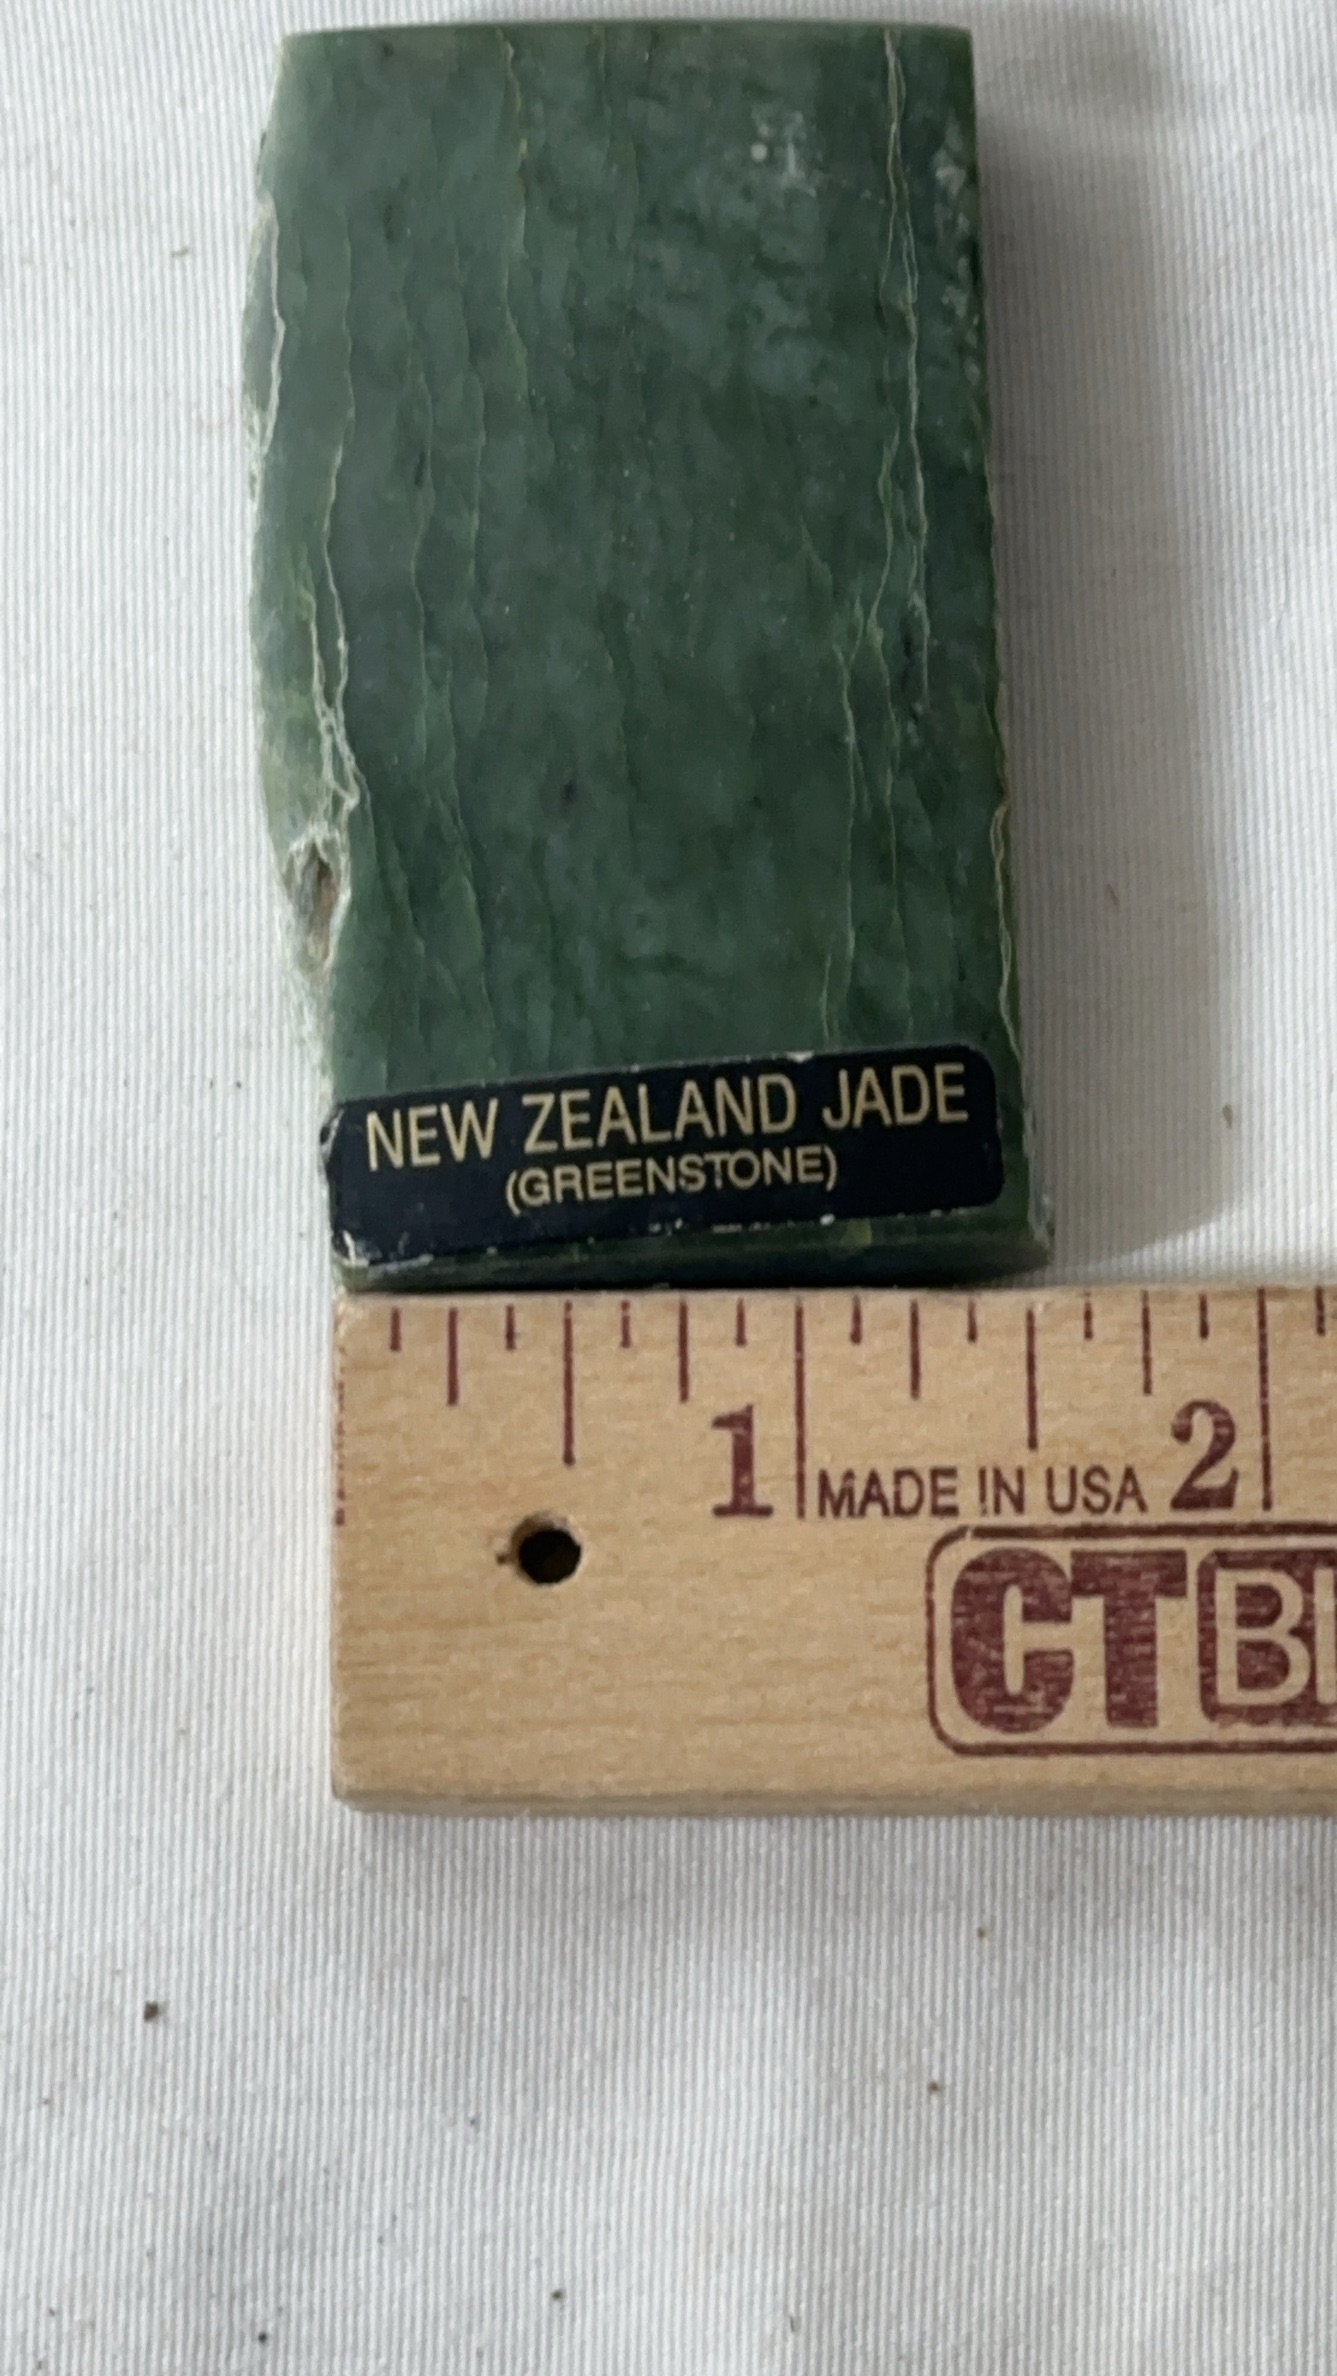 NEW ZEALAND JADE
(GREENSTONE)
1 MADE IN USA 2
CT